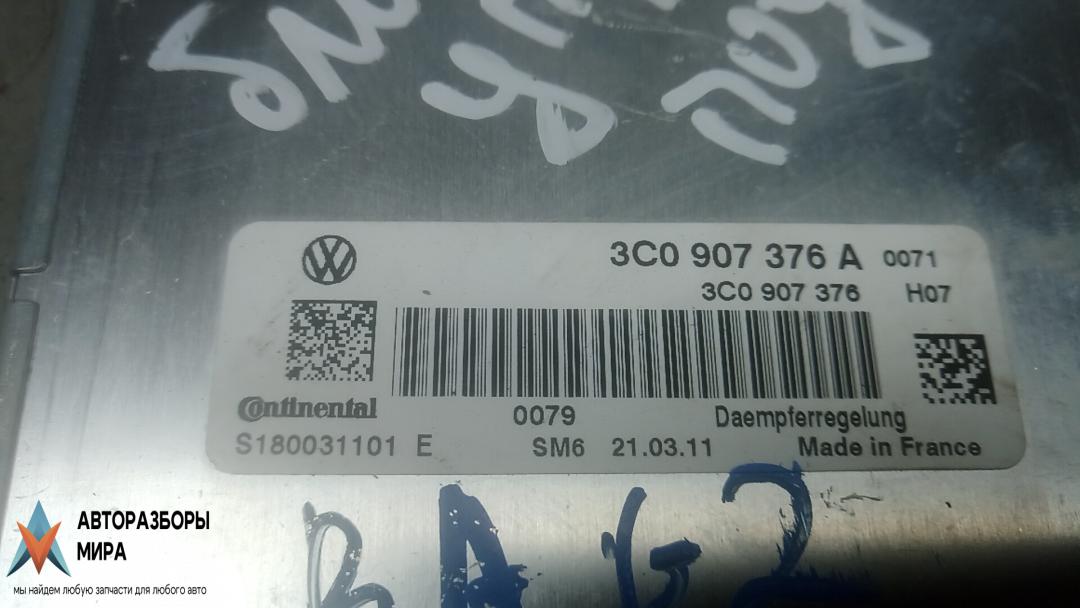 3C0 907 376 A 0071
3C0 907 376 H07
Continental 0079 Daempferregelung
S180031101 E SM6 21.03.11 Made in France
АВТОРАЗБОРЫ
МИРА
мы найдем любую запчасти для любого авто